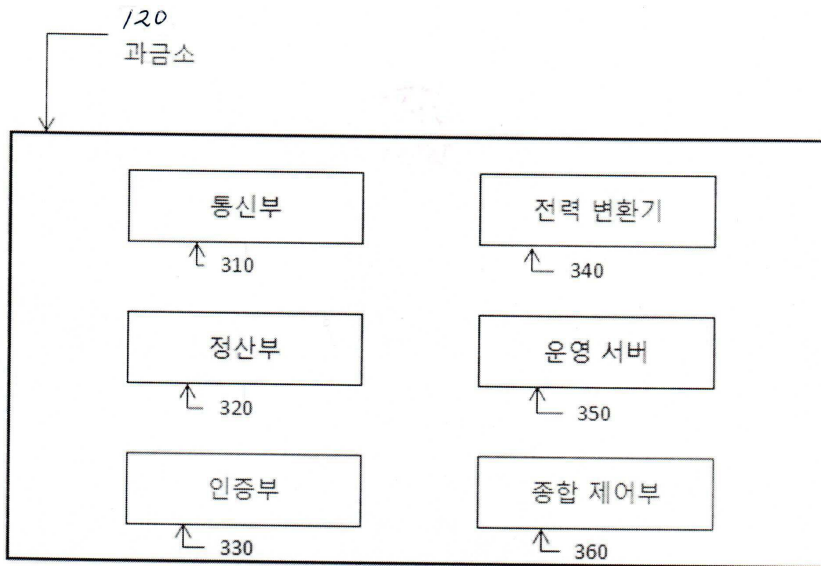 120
과금소
통신부
310
정산부
320
인증부
330
전력 변환기
340
운영 서버
350
종합 제어부
360